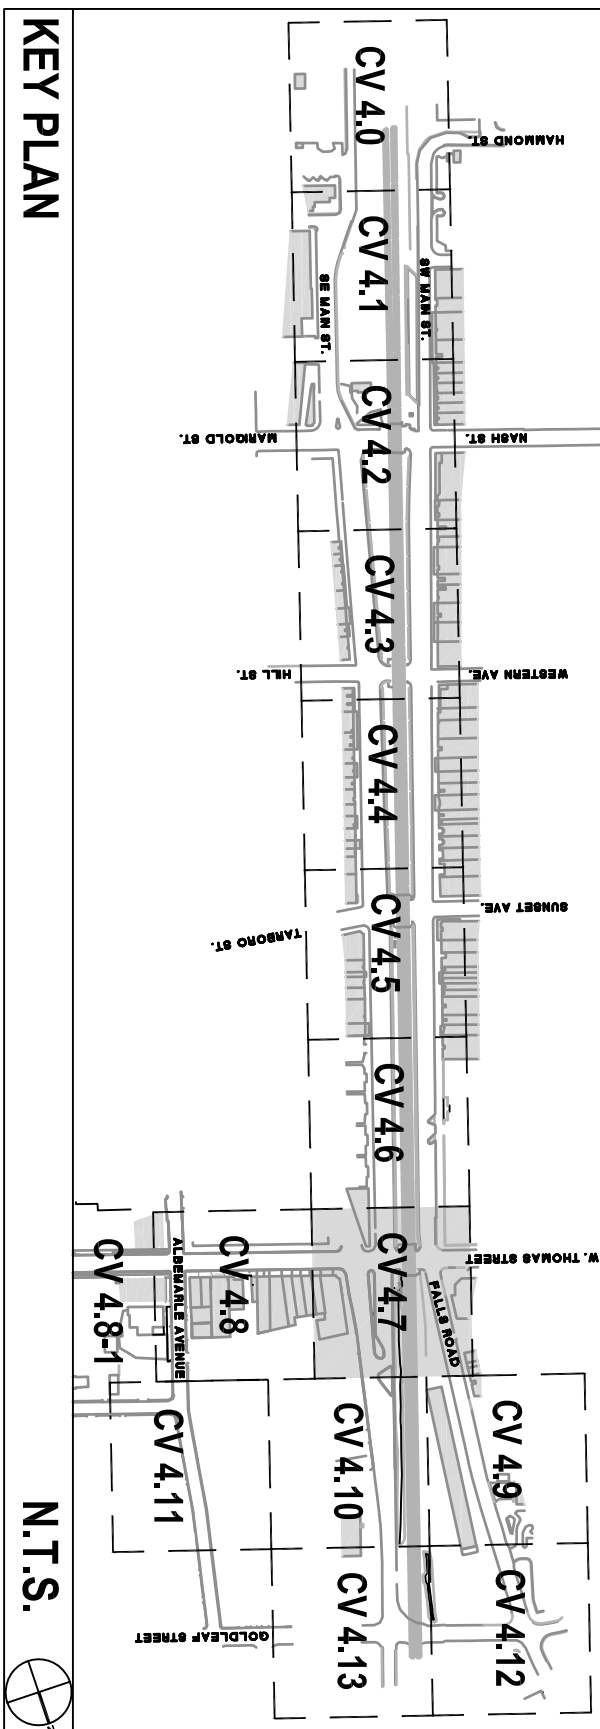 KEY PLAN
N.T.S.
CV 4.0
HAMMOND ST.
CV 4.1
SW MAIN ST.
SE MAIN ST.
CV 4.2
MARIGOLD ST.
NASH ST.
CV 4.3
HILL ST.
WESTERN AVE.
CV 4.4
SUNSET AVE.
CV 4.5
TARBORO ST.
CV 4.6
W. THOMAS STREET
CV 4.7
FALLS ROAD
CV 4.8
ALBEMARLE AVENUE
CV 4.8-1
CV 4.9
CV 4.10
CV 4.11
CV 4.12
CV 4.13
GOLDLEAF STREET